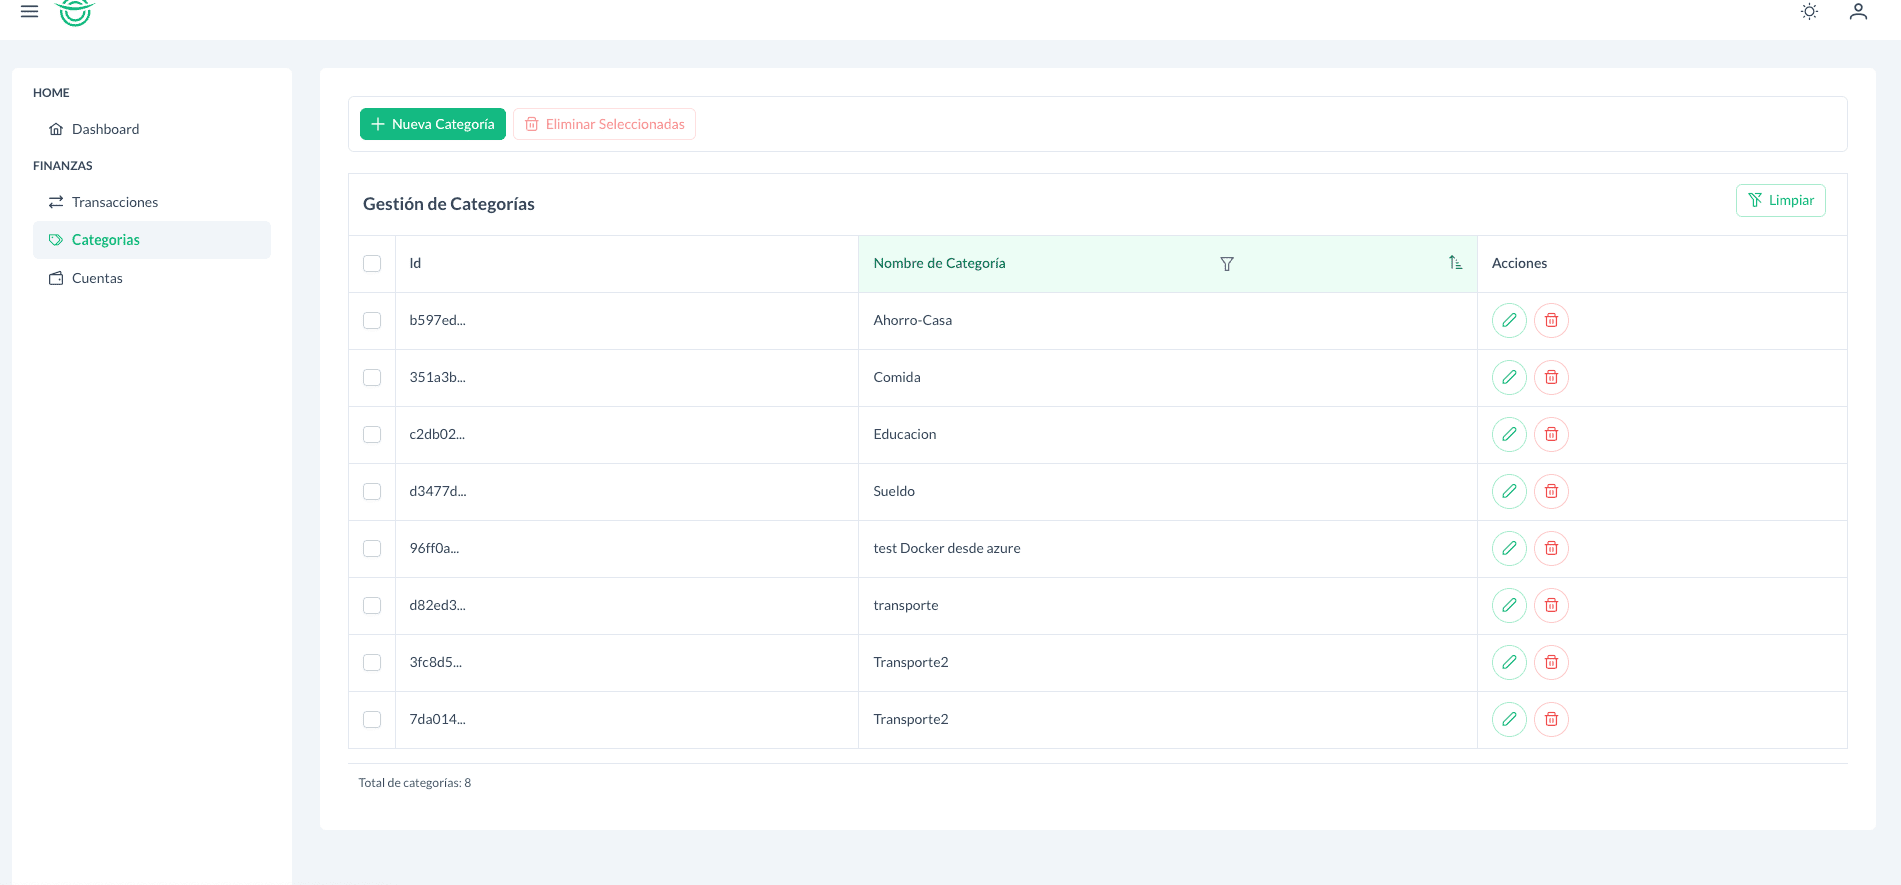 HOME
Dashboard
FINANZAS
Transacciones
Categorias
Cuentas
Nueva Categoría
Eliminar Seleccionadas
Gestión de Categorías
Limpiar
Id Nombre de Categoría Acciones
b597ed... Ahorro-Casa
351a3b... Comida
c2db02... Educacion
d3477d... Sueldo
96ff0a... test Docker desde azure
d82ed3... transporte
3fc8d5... Transporte2
7da014... Transporte2
Total de categorías: 8